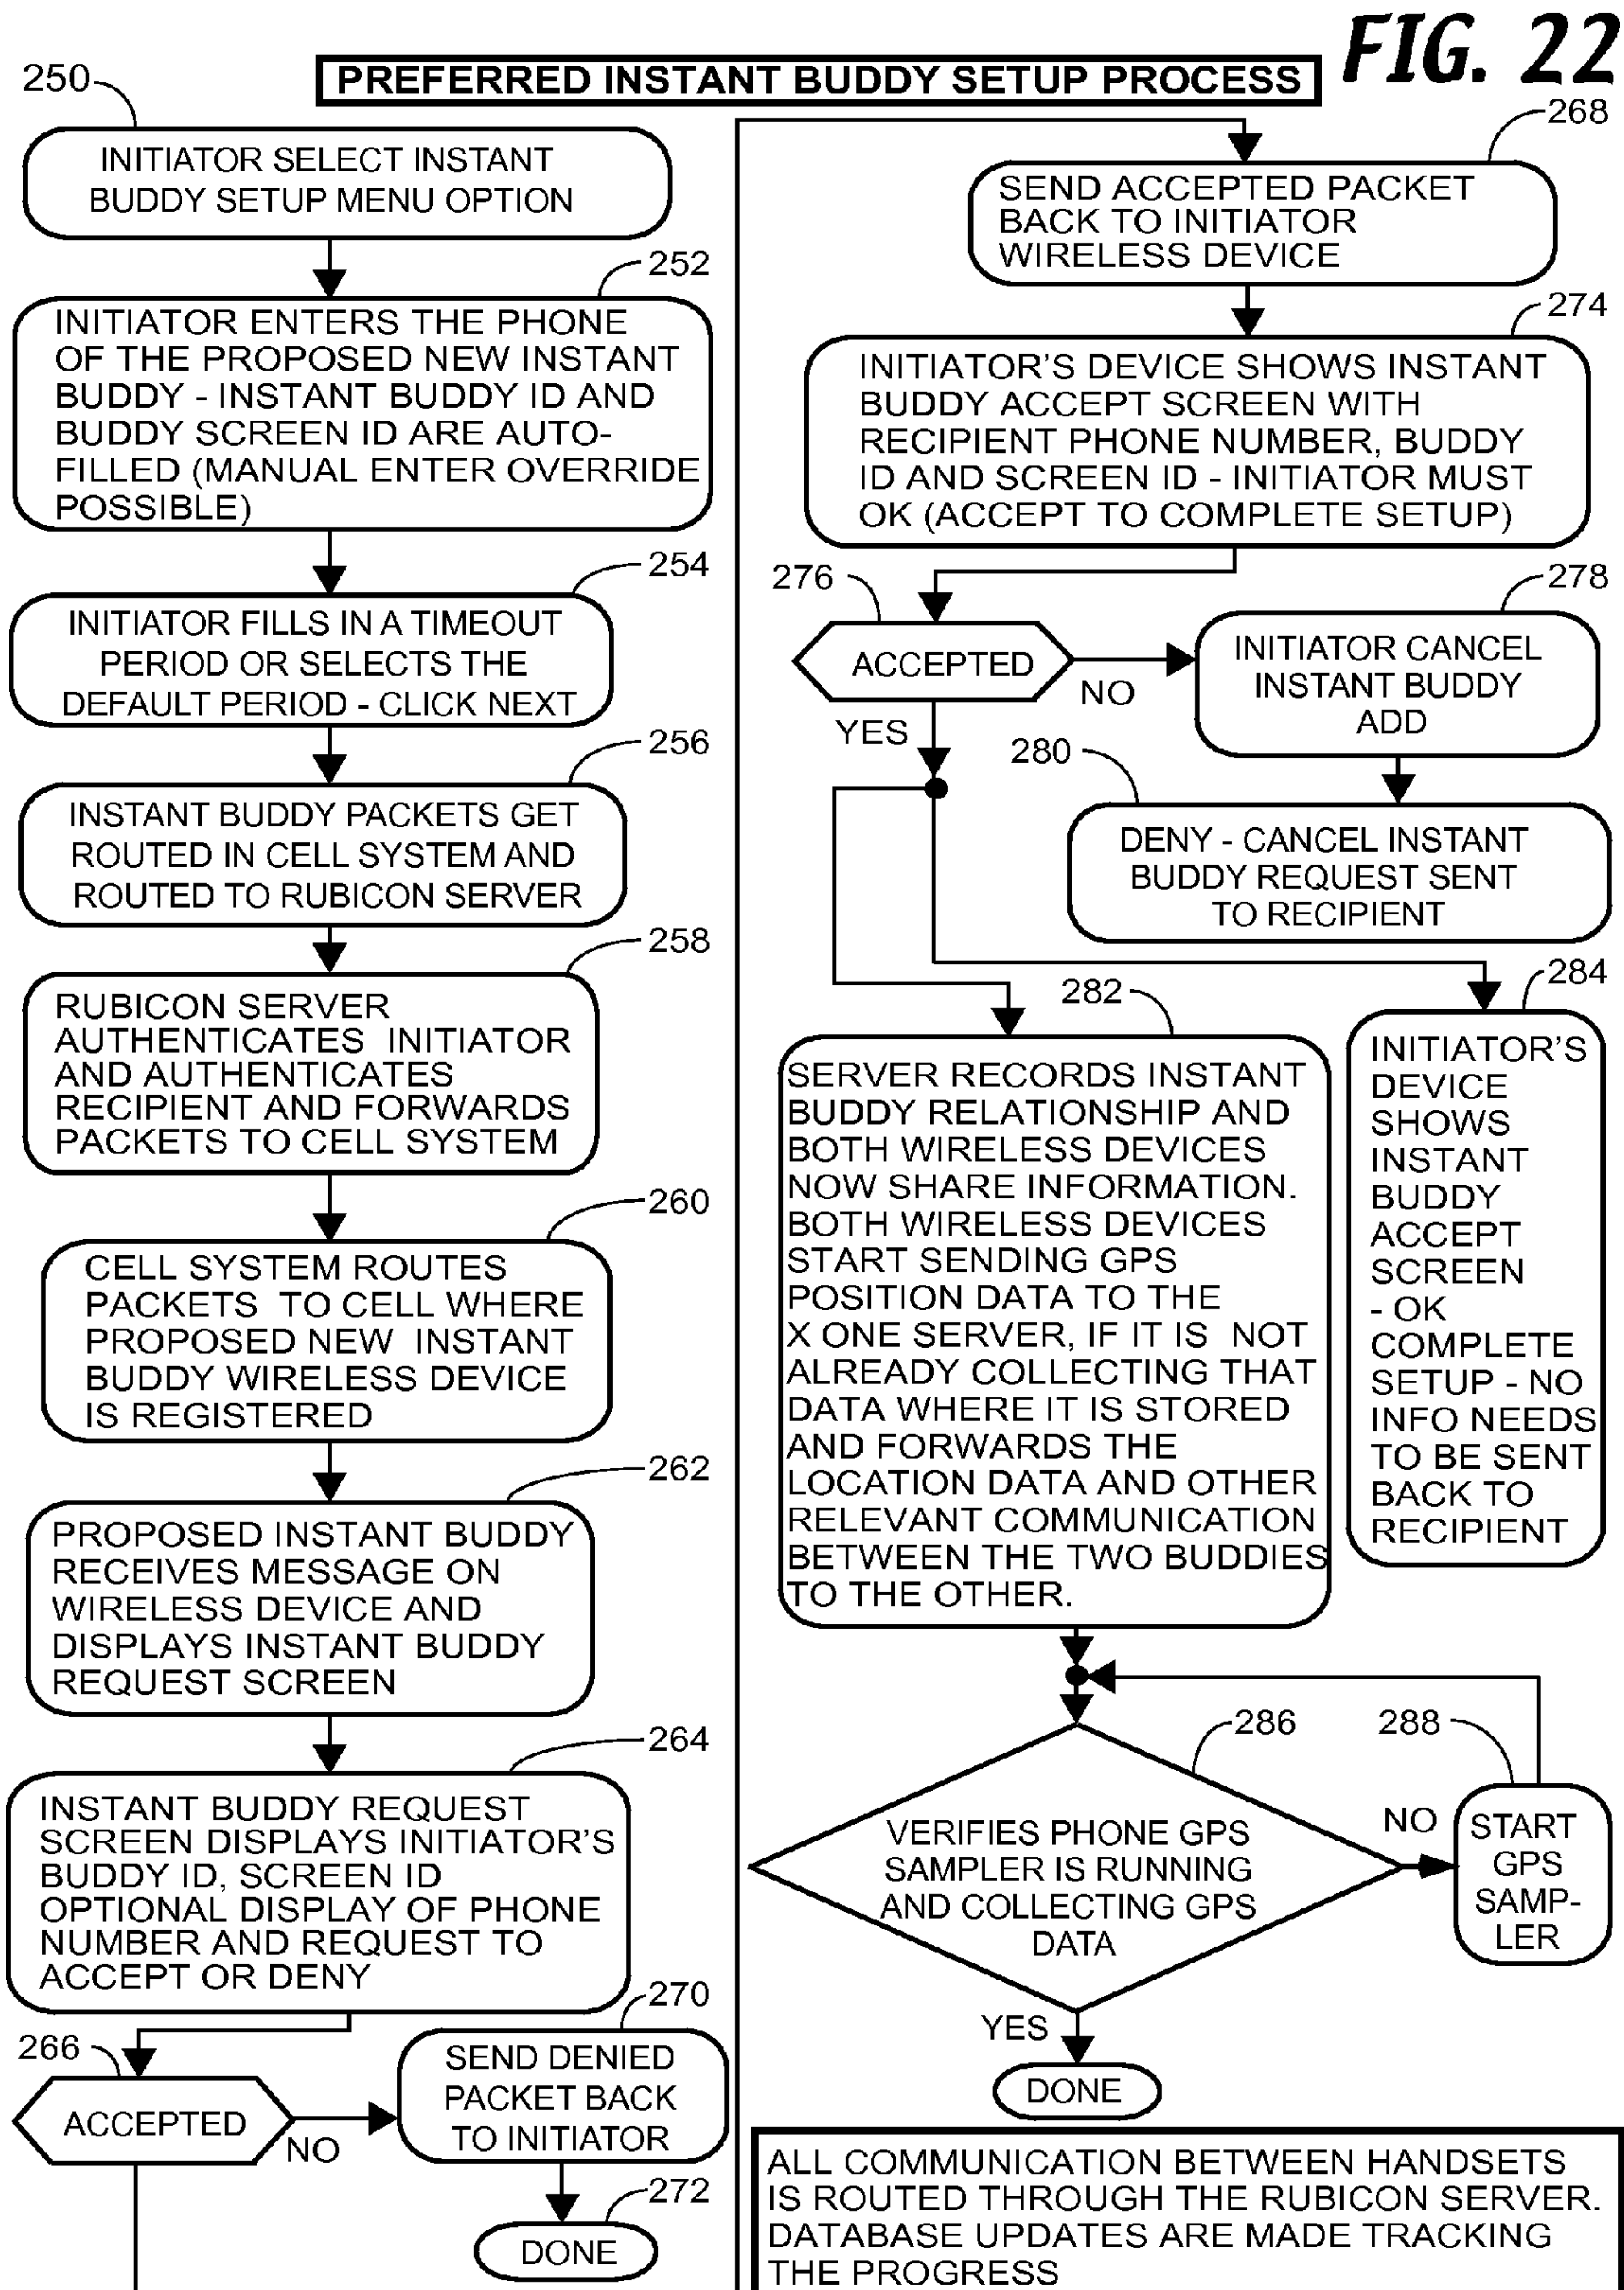 FIG. 22
PREFERRED INSTANT BUDDY SETUP PROCESS
250
INITIATOR SELECT INSTANT
BUDDY SETUP MENU OPTION
252
INITIATOR ENTERS THE PHONE
OF THE PROPOSED NEW INSTANT
BUDDY - INSTANT BUDDY ID AND
BUDDY SCREEN ID ARE AUTO-
FILLED (MANUAL ENTER OVERRIDE
POSSIBLE)
254
INITIATOR FILLS IN A TIMEOUT
PERIOD OR SELECTS THE
DEFAULT PERIOD - CLICK NEXT
256
INSTANT BUDDY PACKETS GET
ROUTED IN CELL SYSTEM AND
ROUTED TO RUBICON SERVER
258
RUBICON SERVER
AUTHENTICATES INITIATOR
AND AUTHENTICATES
RECIPIENT AND FORWARDS
PACKETS TO CELL SYSTEM
260
CELL SYSTEM ROUTES
PACKETS TO CELL WHERE
PROPOSED NEW INSTANT
BUDDY WIRELESS DEVICE
IS REGISTERED
262
PROPOSED INSTANT BUDDY
RECEIVES MESSAGE ON
WIRELESS DEVICE AND
DISPLAYS INSTANT BUDDY
REQUEST SCREEN
264
INSTANT BUDDY REQUEST
SCREEN DISPLAYS INITIATOR'S
BUDDY ID, SCREEN ID
OPTIONAL DISPLAY OF PHONE
NUMBER AND REQUEST TO
ACCEPT OR DENY
266
ACCEPTED
NO
270
SEND DENIED
PACKET BACK
TO INITIATOR
272
DONE
268
SEND ACCEPTED PACKET
BACK TO INITIATOR
WIRELESS DEVICE
274
INITIATOR'S DEVICE SHOWS INSTANT
BUDDY ACCEPT SCREEN WITH
RECIPIENT PHONE NUMBER, BUDDY
ID AND SCREEN ID - INITIATOR MUST
OK (ACCEPT TO COMPLETE SETUP)
276
ACCEPTED
NO
YES
278
INITIATOR CANCEL
INSTANT BUDDY
ADD
280
DENY - CANCEL INSTANT
BUDDY REQUEST SENT
TO RECIPIENT
282
SERVER RECORDS INSTANT
BUDDY RELATIONSHIP AND
BOTH WIRELESS DEVICES
NOW SHARE INFORMATION.
BOTH WIRELESS DEVICES
START SENDING GPS
POSITION DATA TO THE
X ONE SERVER, IF IT IS NOT
ALREADY COLLECTING THAT
DATA WHERE IT IS STORED
AND FORWARDS THE
LOCATION DATA AND OTHER
RELEVANT COMMUNICATION
BETWEEN THE TWO BUDDIES
TO THE OTHER.
284
INITIATOR'S
DEVICE
SHOWS
INSTANT
BUDDY
ACCEPT
SCREEN
- OK
COMPLETE
SETUP - NO
INFO NEEDS
TO BE SENT
BACK TO
RECIPIENT
286
VERIFIES PHONE GPS
SAMPLER IS RUNNING
AND COLLECTING GPS
DATA
NO
288
START
GPS
SAMP-
LER
YES
DONE
ALL COMMUNICATION BETWEEN HANDSETS
IS ROUTED THROUGH THE RUBICON SERVER.
DATABASE UPDATES ARE MADE TRACKING
THE PROGRESS